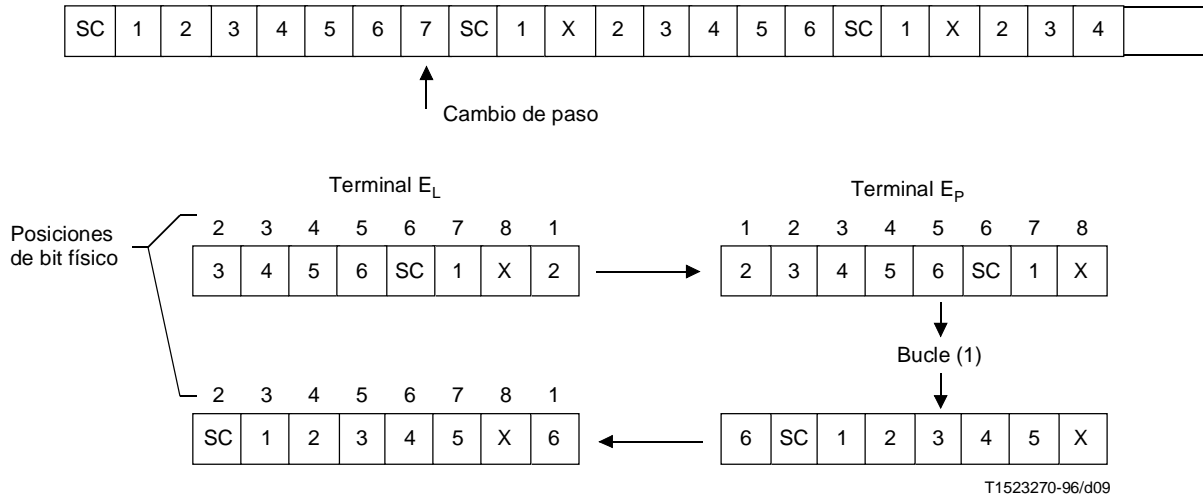 SC 1 2 3 4 5 6 7 SC 1 X 2 3 4 5 6 SC 1 X 2 3 4
Cambio de paso
Terminal EL
Terminal EP
Posiciones
de bit físico
2 3 4 5 6 7 8 1
1 2 3 4 5 6 7 8
3 4 5 6 SC 1 X 2
2 3 4 5 6 SC 1 X
Bucle (1)
2 3 4 5 6 7 8 1
SC 1 2 3 4 5 X 6
6 SC 1 2 3 4 5 X
T1523270-96/d09